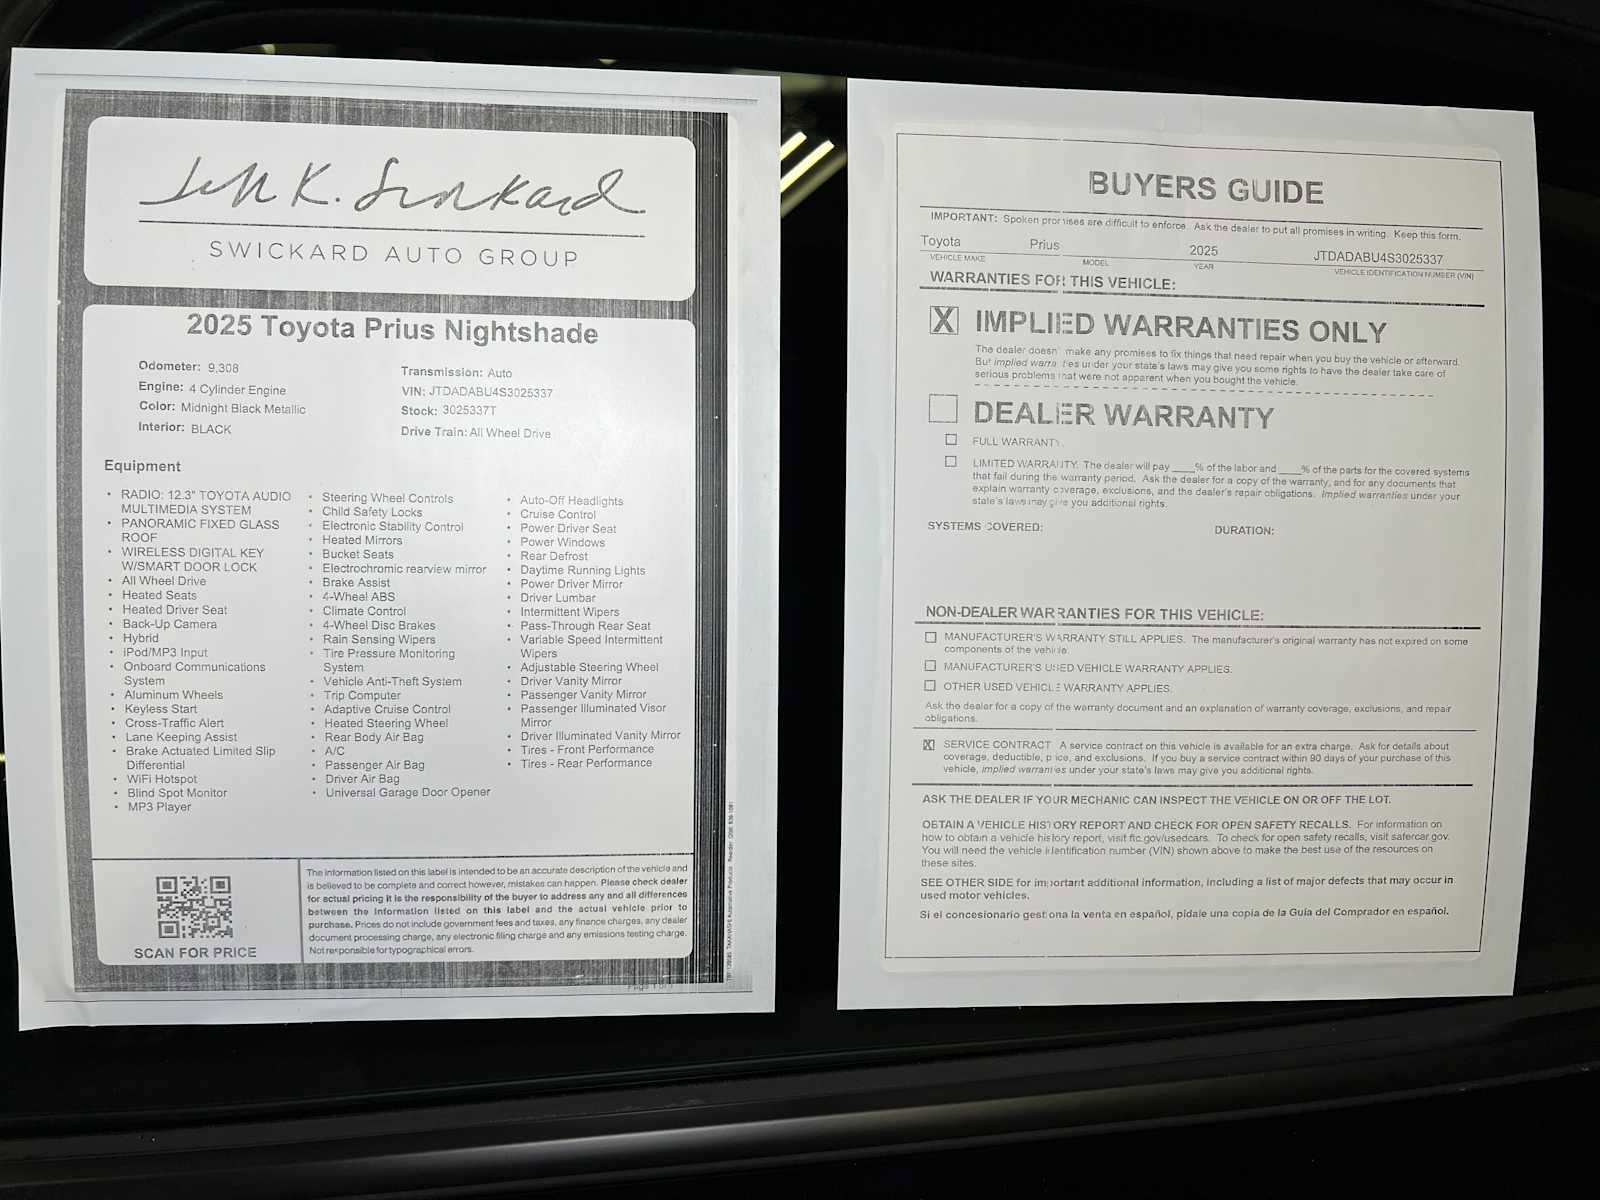 SWICKARD AUTO GROUP
2025 Toyota Prius Nightshade
Odometer: 9,308
Engine: 4 Cylinder Engine
Color: Midnight Black Metallic
Interior: BLACK
Transmission: Auto
VIN: JTDADABU4S3025337
Stock: 3025337T
Drive Train: All Wheel Drive
Equipment
• RADIO: 12.3" TOYOTA AUDIO
MULTIMEDIA SYSTEM
• PANORAMIC FIXED GLASS
ROOF
• WIRELESS DIGITAL KEY
W/SMART DOOR LOCK
• All Wheel Drive
• Heated Seats
• Heated Driver Seat
• Back-Up Camera
• Hybrid
• iPod/MP3 Input
• Onboard Communications
System
• Aluminum Wheels
• Keyless Start
• Cross-Traffic Alert
• Lane Keeping Assist
• Brake Actuated Limited Slip
Differential
• WiFi Hotspot
• Blind Spot Monitor
• MP3 Player
• Steering Wheel Controls
• Child Safety Locks
• Electronic Stability Control
• Heated Mirrors
• Bucket Seats
• Electrochromic rearview mirror
• Brake Assist
• 4-Wheel ABS
• Climate Control
• 4-Wheel Disc Brakes
• Rain Sensing Wipers
• Tire Pressure Monitoring
System
• Vehicle Anti-Theft System
• Trip Computer
• Adaptive Cruise Control
• Heated Steering Wheel
• Rear Body Air Bag
• A/C
• Passenger Air Bag
• Driver Air Bag
• Universal Garage Door Opener
• Auto-Off Headlights
• Cruise Control
• Power Driver Seat
• Power Windows
• Rear Defrost
• Daytime Running Lights
• Power Driver Mirror
• Driver Lumbar
• Intermittent Wipers
• Pass-Through Rear Seat
• Variable Speed Intermittent
Wipers
• Adjustable Steering Wheel
• Driver Vanity Mirror
• Passenger Vanity Mirror
• Passenger Illuminated Visor
Mirror
• Driver Illuminated Vanity Mirror
• Tires - Front Performance
• Tires - Rear Performance
SCAN FOR PRICE
The information listed on this label is intended to be an accurate description of the vehicle and
is believed to be complete and correct however, mistakes can happen. Please check dealer
for actual pricing it is the responsibility of the buyer to address any and all differences
between the information listed on this label and the actual vehicle prior to
purchase. Prices do not include government fees and taxes, any finance charges, any dealer
document processing charge, any electronic filing charge and any emissions testing charge.
Not responsible for typographical errors.
BUYERS GUIDE
IMPORTANT: Spoken promises are difficult to enforce. Ask the dealer to put all promises in writing. Keep this form.
Toyota Prius 2025 JTDADABU4S3025337
VEHICLE MAKE MODEL YEAR VEHICLE IDENTIFICATION NUMBER (VIN)
WARRANTIES FOR THIS VEHICLE:
X IMPLIED WARRANTIES ONLY
The dealer doesn't make any promises to fix things that need repair when you buy the vehicle or afterward.
But implied warranties under your state's laws may give you some rights to have the dealer take care of
serious problems that were not apparent when you bought the vehicle.
DEALER WARRANTY
FULL WARRANTY.
LIMITED WARRANTY. The dealer will pay ____% of the labor and ____% of the parts for the covered systems
that fail during the warranty period. Ask the dealer for a copy of the warranty, and for any documents that
explain warranty coverage, exclusions, and the dealer's repair obligations. Implied warranties under your
state's laws may give you additional rights.
SYSTEMS COVERED: DURATION:
NON-DEALER WARRANTIES FOR THIS VEHICLE:
MANUFACTURER'S WARRANTY STILL APPLIES. The manufacturer's original warranty has not expired on some
components of the vehicle.
MANUFACTURER'S USED VEHICLE WARRANTY APPLIES.
OTHER USED VEHICLE WARRANTY APPLIES.
Ask the dealer for a copy of the warranty document and an explanation of warranty coverage, exclusions, and repair
obligations.
X SERVICE CONTRACT A service contract on this vehicle is available for an extra charge. Ask for details about
coverage, deductible, price, and exclusions. If you buy a service contract within 90 days of your purchase of this
vehicle, implied warranties under your state's laws may give you additional rights.
ASK THE DEALER IF YOUR MECHANIC CAN INSPECT THE VEHICLE ON OR OFF THE LOT.
OBTAIN A VEHICLE HISTORY REPORT AND CHECK FOR OPEN SAFETY RECALLS. For information on
how to obtain a vehicle history report, visit ftc.gov/usedcars. To check for open safety recalls, visit safercar.gov.
You will need the vehicle identification number (VIN) shown above to make the best use of the resources on
these sites.
SEE OTHER SIDE for important additional information, including a list of major defects that may occur in
used motor vehicles.
Si el concesionario gestiona la venta en español, pídale una copia de la Guía del Comprador en español.